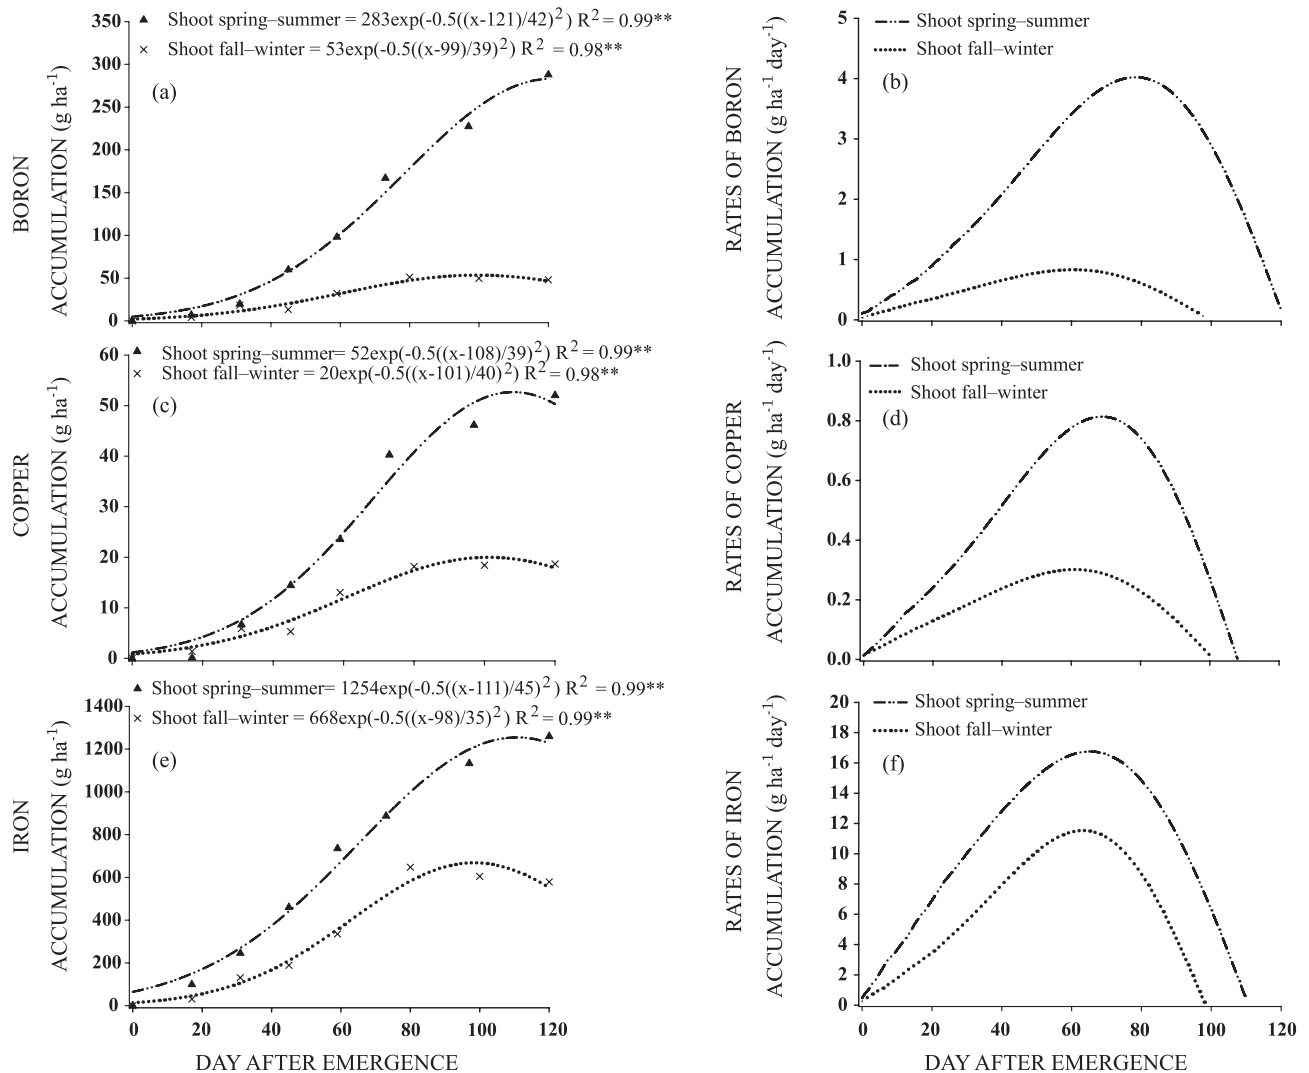 Shoot spring–summer = 283exp(-0.5((x-121)/42)²) R² = 0.99**
Shoot fall–winter = 53exp(-0.5((x-99)/39)²) R² = 0.98**
(a)
350
300
250
200
150
100
50
0
BORON
ACCUMULATION (g ha⁻¹)
Shoot spring–summer
Shoot fall–winter
(b)
5
4
3
2
1
0
RATES OF BORON
ACCUMULATION (g ha⁻¹ day⁻¹)
Shoot spring–summer= 52exp(-0.5((x-108)/39)²) R² = 0.99**
Shoot fall–winter = 20exp(-0.5((x-101)/40)²) R² = 0.98**
(c)
60
50
40
30
20
10
0
COPPER
ACCUMULATION (g ha⁻¹)
Shoot spring–summer
Shoot fall–winter
(d)
1.0
0.8
0.6
0.4
0.2
0.0
RATES OF COPPER
ACCUMULATION (g ha⁻¹ day⁻¹)
Shoot spring–summer= 1254exp(-0.5((x-111)/45)²) R² = 0.99**
Shoot fall–winter = 668exp(-0.5((x-98)/35)²) R² = 0.99**
(e)
1400
1200
1000
800
600
400
200
0
IRON
ACCUMULATION (g ha⁻¹)
0 20 40 60 80 100 120
DAY AFTER EMERGENCE
Shoot spring–summer
Shoot fall–winter
(f)
20
18
16
14
12
10
8
6
4
2
0
RATES OF IRON
ACCUMULATION (g ha⁻¹ day⁻¹)
0 20 40 60 80 100 120
DAY AFTER EMERGENCE